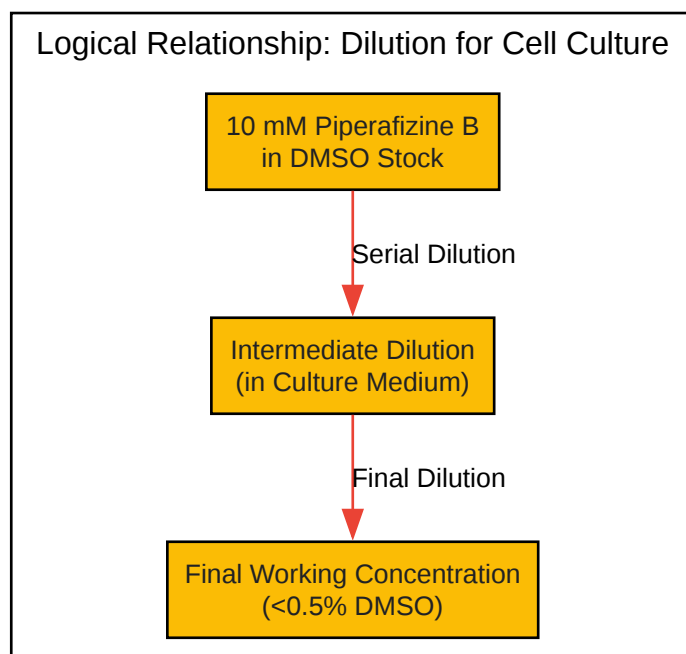 Logical Relationship: Dilution for Cell Culture
10 mM Piperafizine B
in DMSO Stock
Serial Dilution
Intermediate Dilution
(in Culture Medium)
Final Dilution
Final Working Concentration
(<0.5% DMSO)